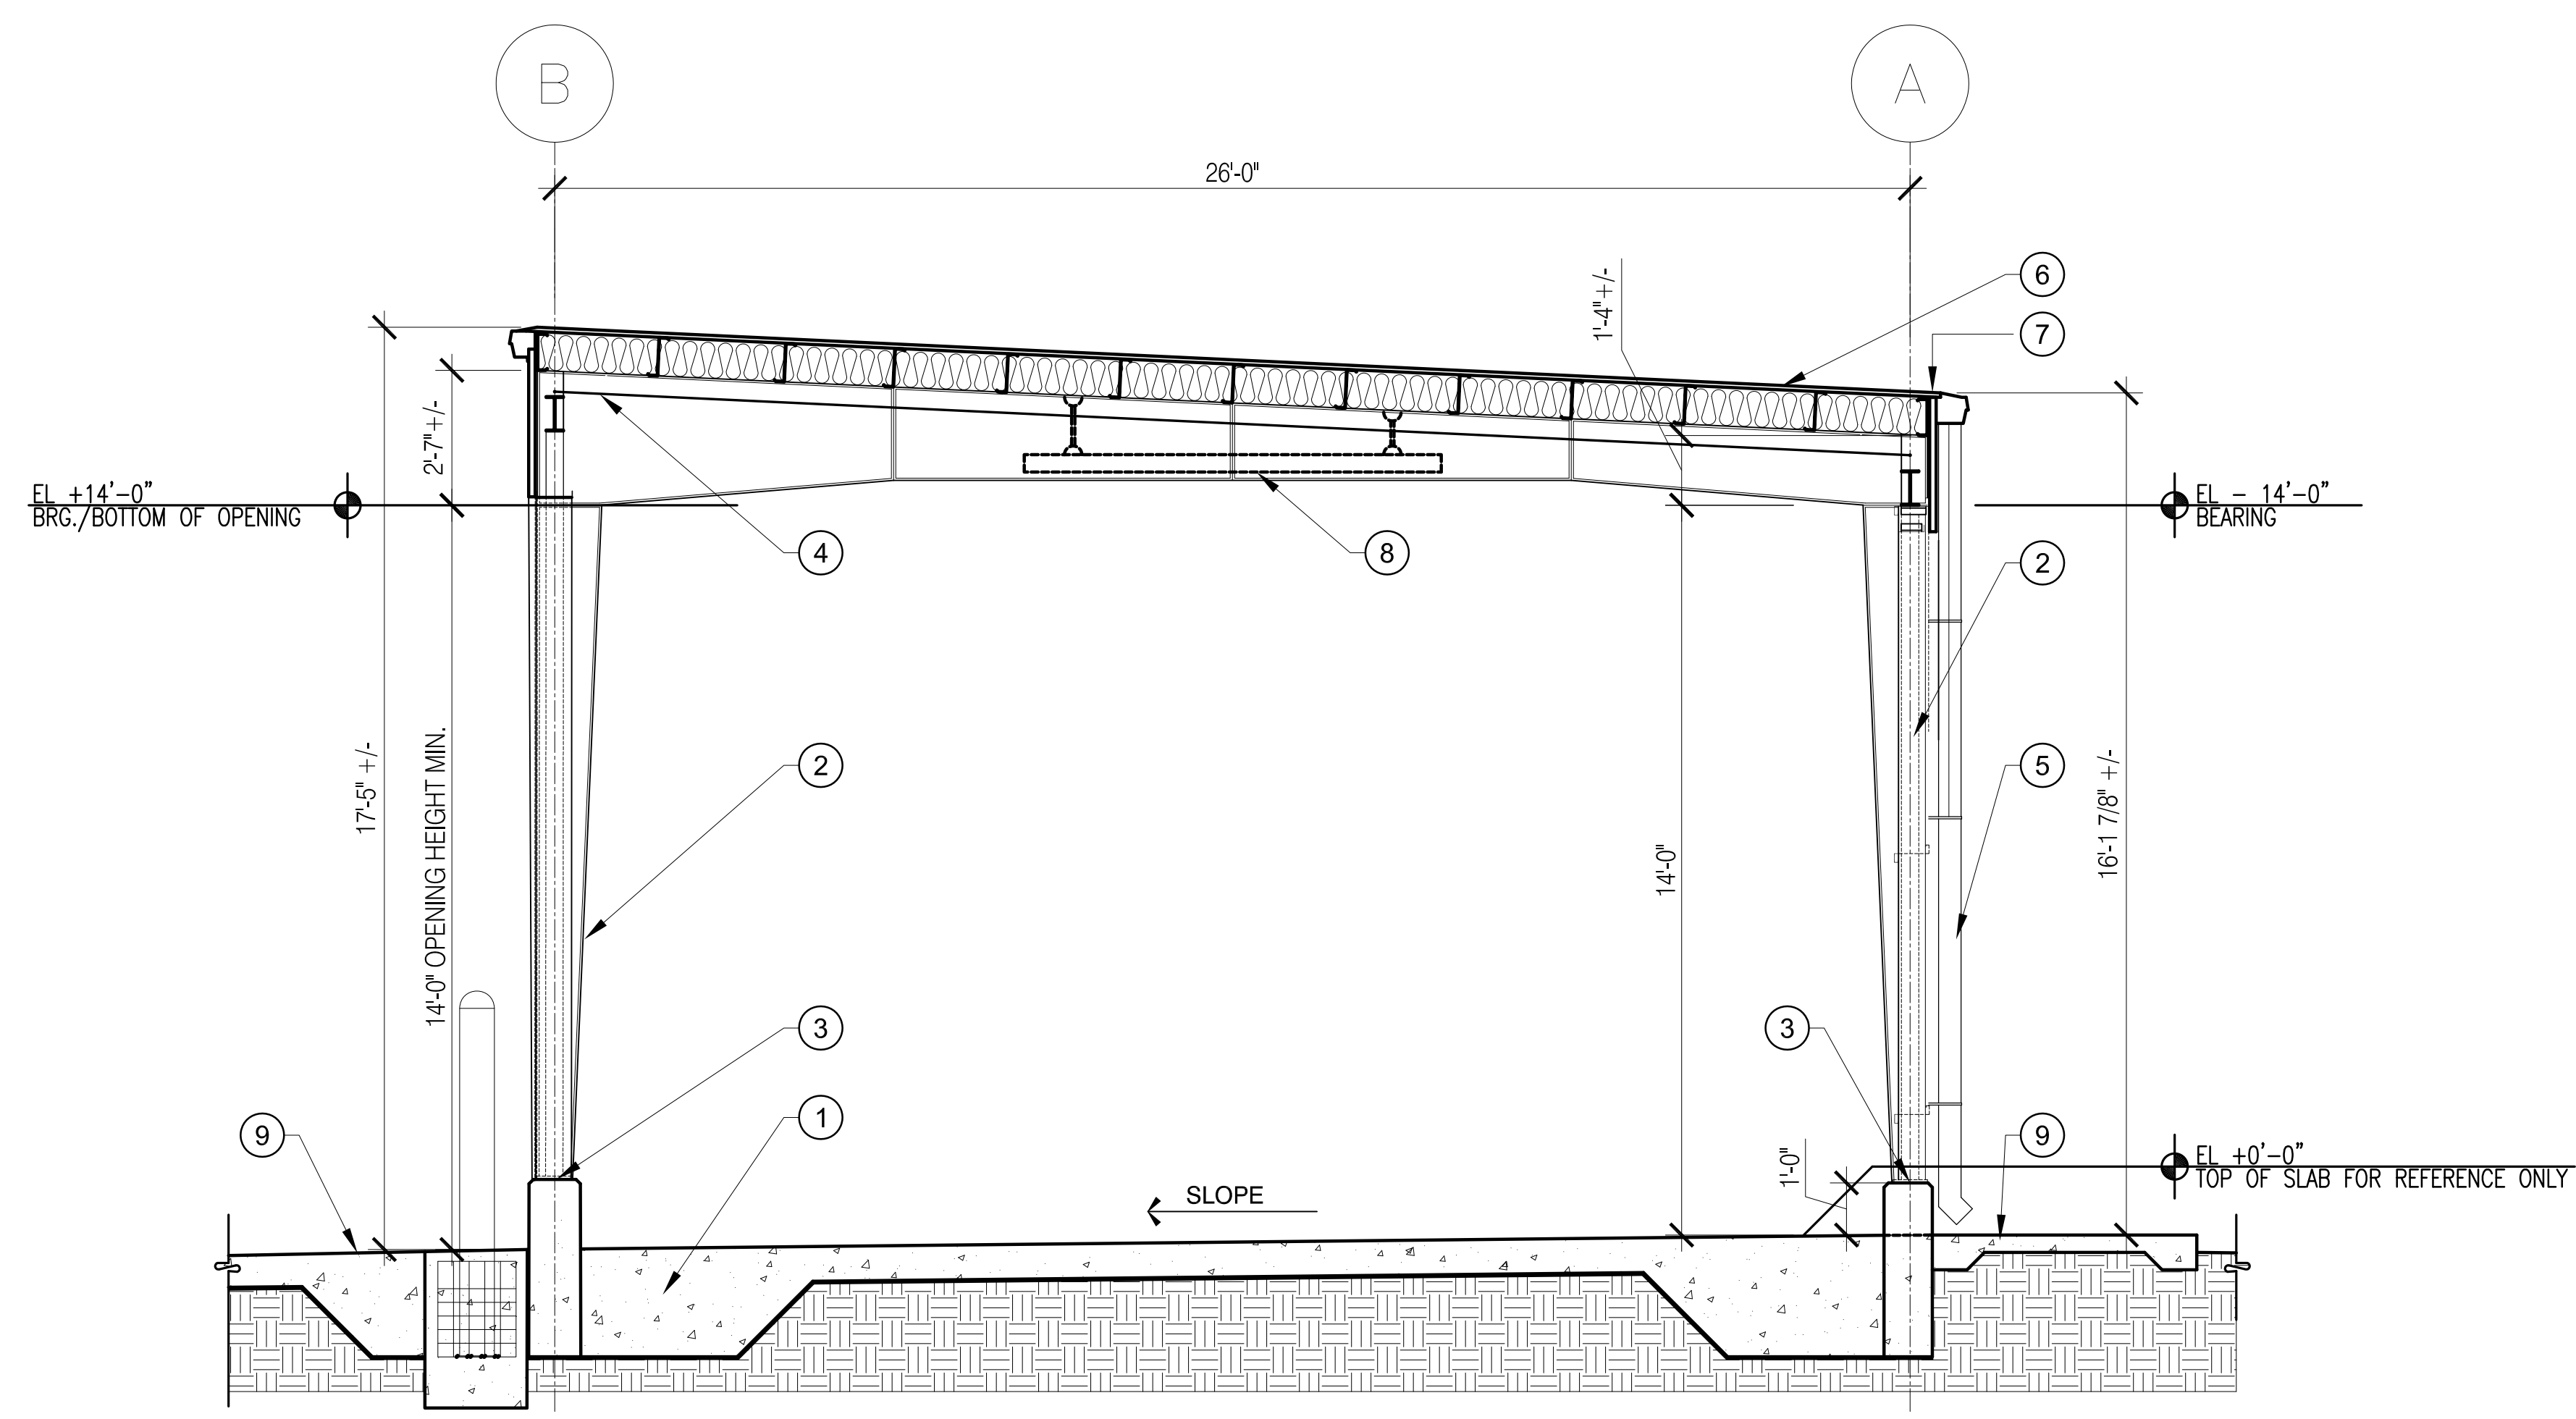 B
A
26'-0"
6
1'-4"+/-
7
2'-7"+/-
EL +14'-0”
BRG./BOTTOM OF OPENING
EL - 14'-0”
BEARING
4
8
2
2
5
17'-5" +/-
14'-0" OPENING HEIGHT MIN.
14'-0"
16'-1 7/8" +/-
3
3
1
9
9
1'-0"
EL +0'-0”
TOP OF SLAB FOR REFERENCE ONLY
SLOPE